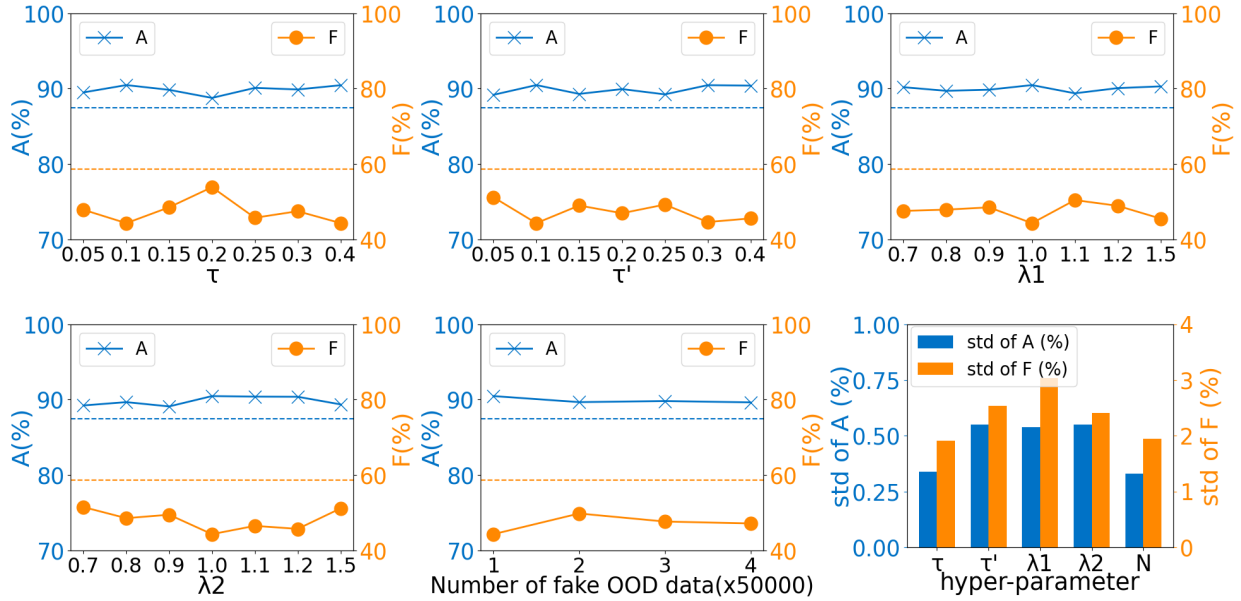 100
90
80
70
A(%)
A
F
100
80
60
40
F(%)
0.05 0.1 0.15 0.2 0.25 0.3 0.4
τ
100
90
80
70
A(%)
A
F
100
80
60
40
F(%)
0.05 0.1 0.15 0.2 0.25 0.3 0.4
τ'
100
90
80
70
A(%)
A
F
100
80
60
40
F(%)
0.7 0.8 0.9 1.0 1.1 1.2 1.5
λ1
100
90
80
70
A(%)
A
F
100
80
60
40
F(%)
0.7 0.8 0.9 1.0 1.1 1.2 1.5
λ2
100
90
80
70
A(%)
A
F
100
80
60
40
F(%)
1 2 3 4
Number of fake OOD data(x50000)
1.00
0.75
0.50
0.25
0.00
std of A (%)
std of A (%)
std of F (%)
4
3
2
1
0
std of F (%)
τ τ' λ1 λ2 N
hyper-parameter